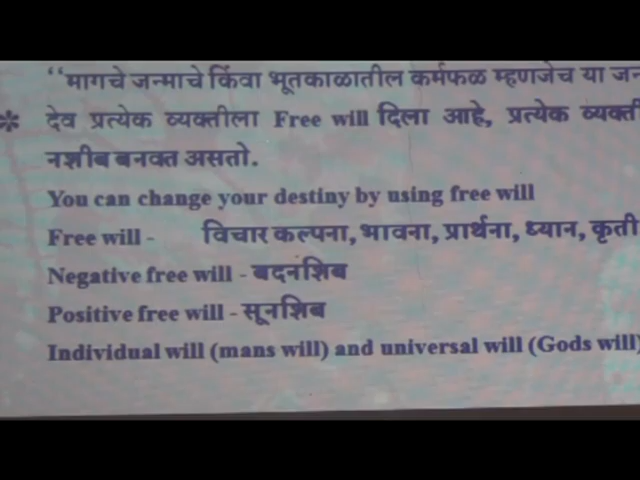 “मागचे जन्माचे किंवा भूतकाळातील कर्मफळ म्हणजेच या
* देव प्रत्येक व्यक्तीला Free will दिला आहे, प्रत्येक
नशीब बनवत असतो.
You can change your destiny by using free will
Free will - विचार कल्पना, भावना, प्रार्थना, ध्यान, कृती
Negative free will - बदनशिब
Positive free will - सूनशिब
Individual will (mans will) and universal will (Gods will)